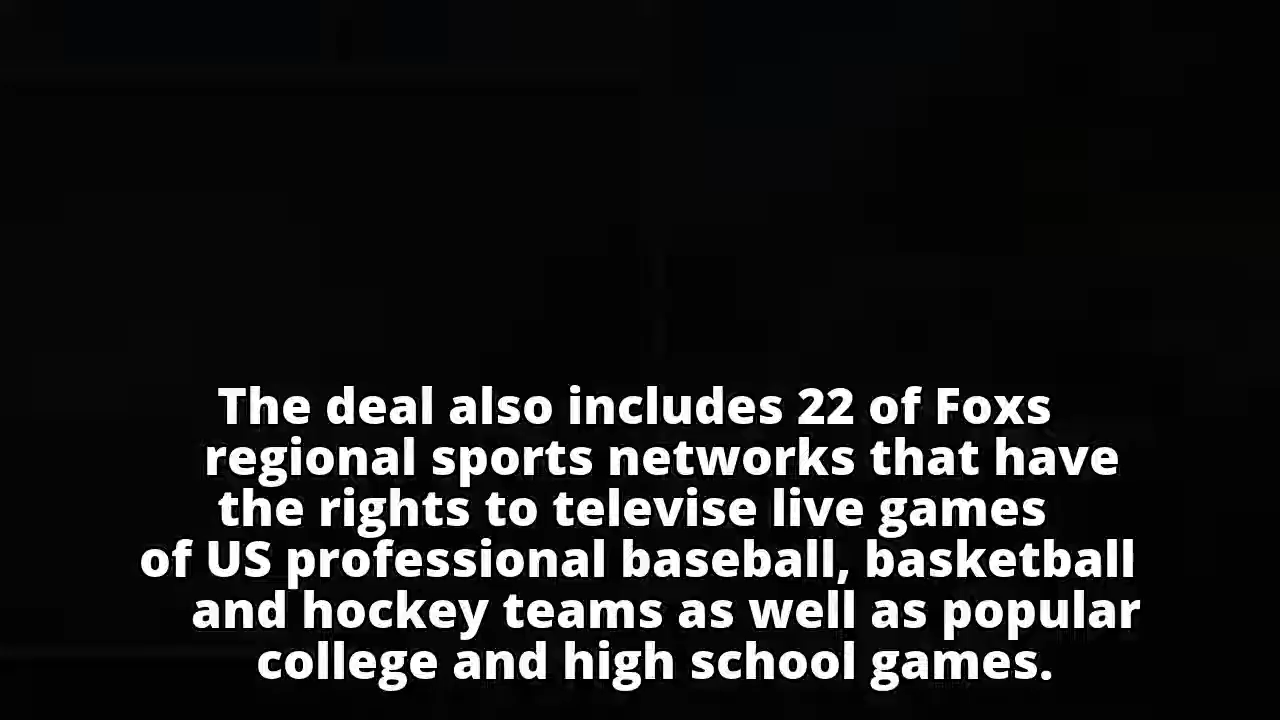 The deal also includes 22 of Foxs
regional sports networks that have
the rights to televise live games
of US professional baseball, basketball
and hockey teams as well as popular
college and high school games.